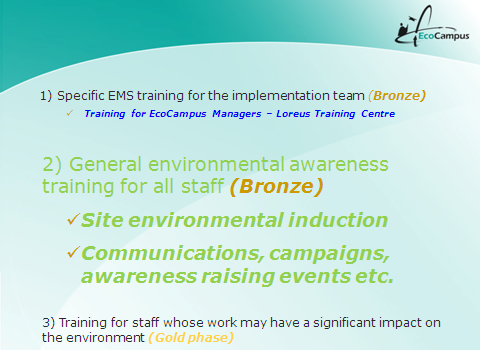 EcoCampus
1) Specific EMS training for the implementation team (Bronze)
✓ Training for EcoCampus Managers – Loreus Training Centre
2) General environmental awareness
training for all staff (Bronze)
✓Site environmental induction
✓Communications, campaigns,
awareness raising events etc.
3) Training for staff whose work may have a significant impact on
the environment (Gold phase)